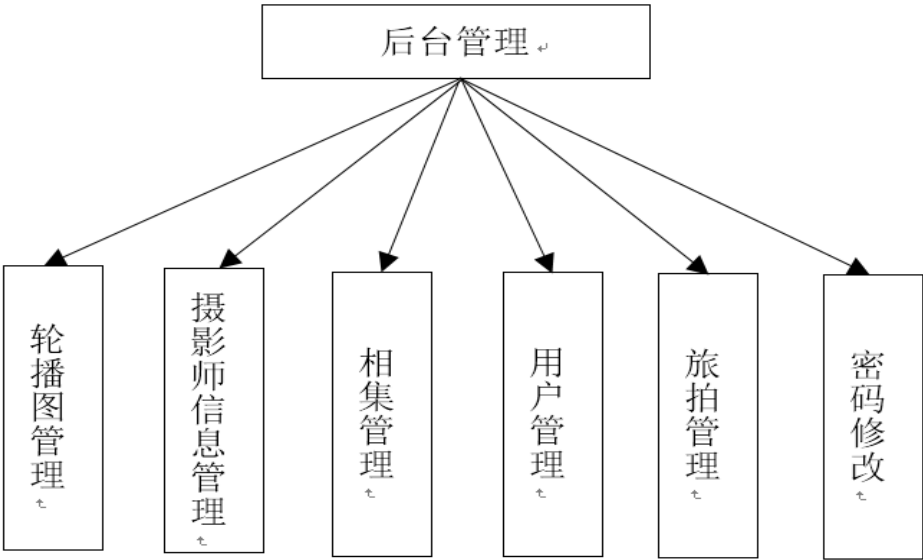 后台管理
轮播图管理
摄影师信息管理
相集管理
用户管理
旅拍管理
密码修改